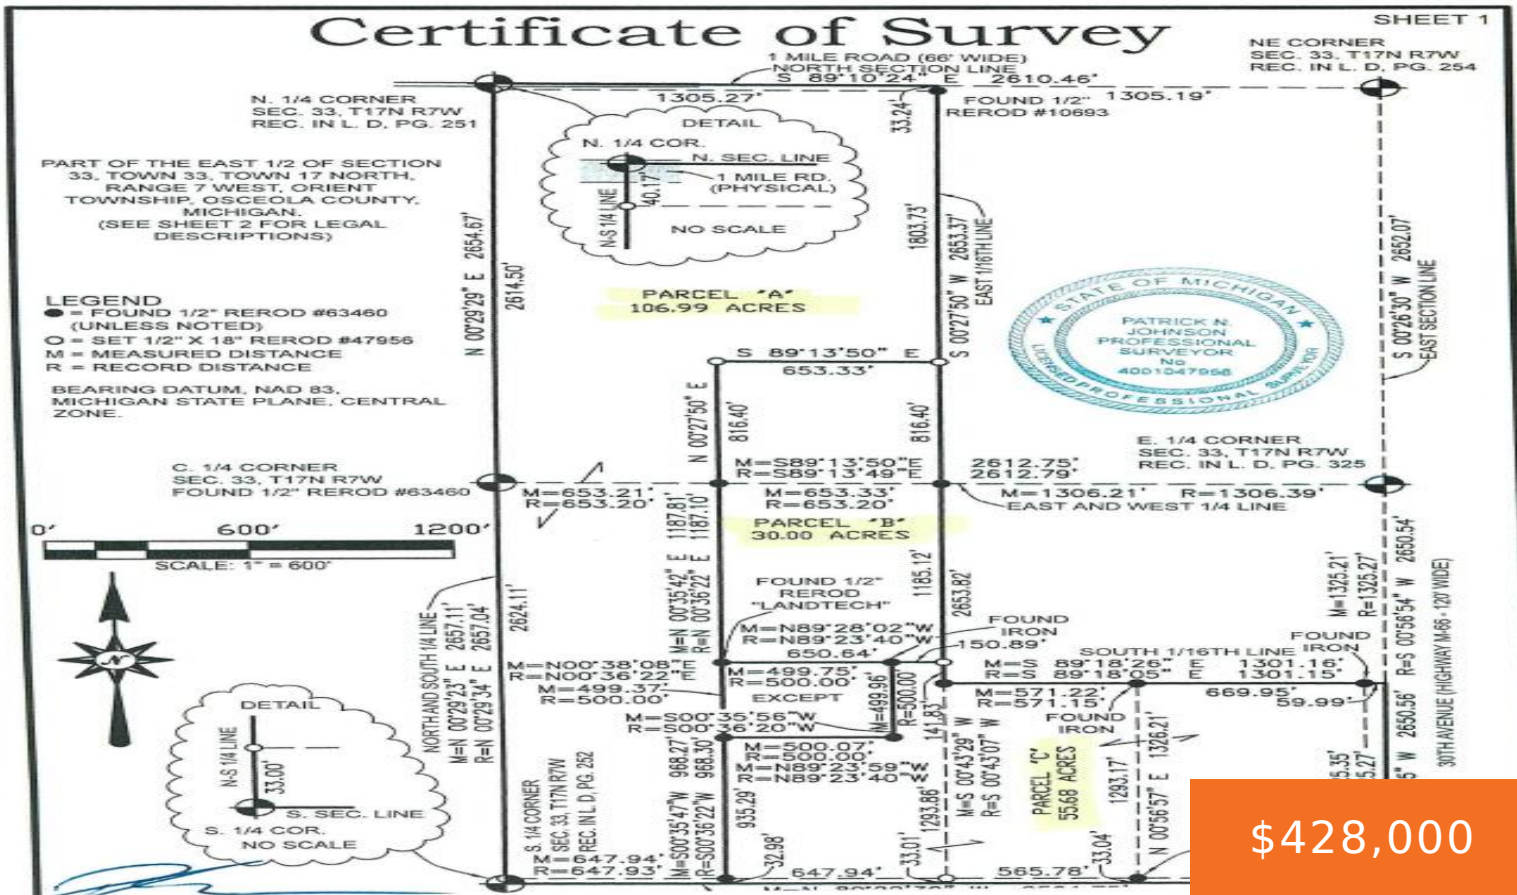 Certificate of Survey
SHEET 1
1 MILE ROAD (66' WIDE)
NORTH SECTION LINE
S 89°10'24" E 2610.46'
1305.27'
1305.19'
NE CORNER
SEC. 33, T17N R7W
REC. IN L. D, PG. 254
N. 1/4 CORNER
SEC. 33, T17N R7W
REC. IN L. D, PG. 251
33.24'
FOUND 1/2"
REROD #10693
DETAIL
N. 1/4 COR.
N. SEC. LINE
1 MILE RD.
(PHYSICAL)
40.17'
N-S 1/4 LINE
NO SCALE
PART OF THE EAST 1/2 OF SECTION
33, TOWN 33, TOWN 17 NORTH,
RANGE 7 WEST, ORIENT
TOWNSHIP, OSCEOLA COUNTY,
MICHIGAN.
(SEE SHEET 2 FOR LEGAL
DESCRIPTIONS)
N 00°29'29" E 2654.67'
2614.50'
1803.73'
S 00°27'50" W 2653.37'
EAST 1/16TH LINE
S 00°26'30" W 2652.07'
EAST SECTION LINE
PARCEL "A"
106.99 ACRES
LEGEND
= FOUND 1/2" REROD #63460
(UNLESS NOTED)
O = SET 1/2" X 18" REROD #47956
M = MEASURED DISTANCE
R = RECORD DISTANCE
BEARING DATUM, NAD 83,
MICHIGAN STATE PLANE, CENTRAL
ZONE.
STATE OF MICHIGAN
PATRICK N.
JOHNSON
PROFESSIONAL
SURVEYOR
No
4001047956
LICENSED PROFESSIONAL SURVEYOR
S 89°13'50" E
653.33'
N 00°27'50" E
816.40'
816.40'
C. 1/4 CORNER
SEC. 33, T17N R7W
FOUND 1/2" REROD #63460
E. 1/4 CORNER
SEC. 33, T17N R7W
REC. IN L. D, PG. 325
M=S89°13'50"E 2612.75'
R=S89°13'49"E 2612.79'
M=653.21'
R=653.20'
M=653.33'
R=653.20'
M=1306.21' R=1306.39'
EAST AND WEST 1/4 LINE
PARCEL "B"
30.00 ACRES
0' 600' 1200'
SCALE: 1" = 600'
M=N 00°35'42" E 1187.81'
R=N 00°36'22" E 1187.10'
1185.12'
2653.82'
FOUND 1/2"
REROD
"LANDTECH"
M=N89°28'02"W
R=N89°23'40"W
650.64'
FOUND
IRON
150.89'
M=1325.21'
R=1325.27'
R=S 00°56'54" W 2650.54'
30TH AVENUE (HIGHWAY M-66 - 120' WIDE)
NORTH AND SOUTH 1/4 LINE
M=N 00°29'23" E 2657.11'
R=N 00°29'34" E 2657.04'
2624.11'
M=N00°38'08"E
R=N00°36'22"E
M=499.37'
R=500.00'
M=499.75'
R=500.00'
EXCEPT
M=499.96'
R=500.00'
141.83'
SOUTH 1/16TH LINE
FOUND
IRON
M=S 89°18'26" E 1301.16'
R=S 89°18'05" E 1301.15'
M=571.22'
R=571.15'
669.95'
59.99'
FOUND
IRON
M=S00°35'56"W
R=S00°36'20"W
M=500.07'
R=500.00'
M=N89°23'59"W
R=N89°23'40"W
DETAIL
N-S 1/4 LINE
33.00'
S. SEC. LINE
S. 1/4 COR.
NO SCALE
S. 1/4 CORNER
SEC. 33, T17N R7W
REC. IN L. D, PG. 252
M=S00°35'47"W 968.27'
R=S00°36'22"W 968.30'
935.29'
32.98'
1293.86'
33.01'
M=S 00°43'29" W
R=S 00°43'07" W
PARCEL "C"
55.68 ACRES
1293.17'
33.04'
N 00°56'57" E 1326.21'
W 2650.56'
M=647.94'
R=647.93'
647.94'
565.78'
$428,000